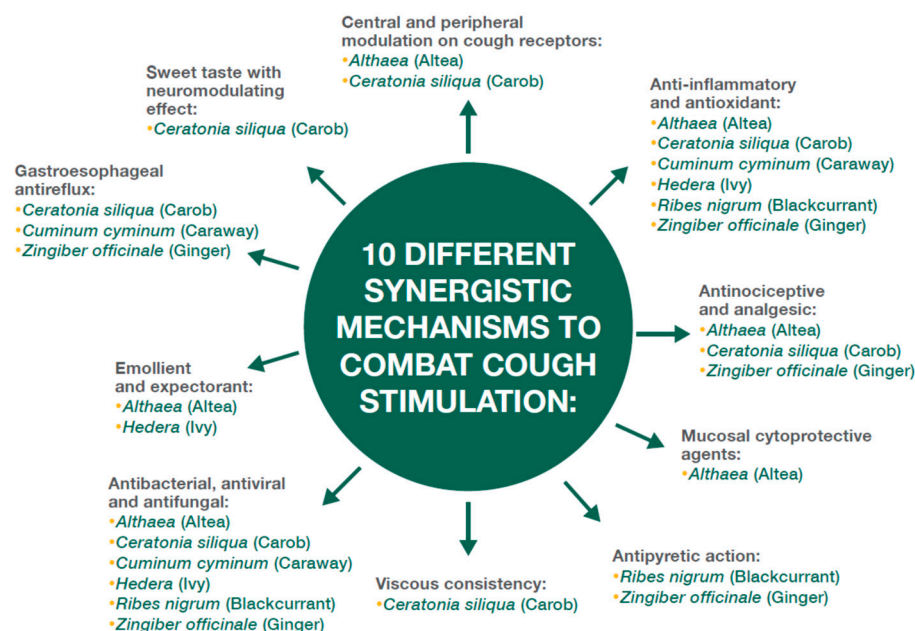 10 DIFFERENT
SYNERGISTIC
MECHANISMS TO
COMBAT COUGH
STIMULATION:
Central and peripheral
modulation on cough receptors:
•Althaea (Altea)
•Ceratonia siliqua (Carob)
Anti-inflammatory
and antioxidant:
•Althaea (Altea)
•Ceratonia siliqua (Carob)
•Cuminum cyminum (Caraway)
•Hedera (Ivy)
•Ribes nigrum (Blackcurrant)
•Zingiber officinale (Ginger)
Antinociceptive
and analgesic:
•Althaea (Altea)
•Ceratonia siliqua (Carob)
•Zingiber officinale (Ginger)
Mucosal cytoprotective
agents:
•Althaea (Altea)
Antipyretic action:
•Ribes nigrum (Blackcurrant)
•Zingiber officinale (Ginger)
Viscous consistency:
•Ceratonia siliqua (Carob)
Antibacterial, antiviral
and antifungal:
•Althaea (Altea)
•Ceratonia siliqua (Carob)
•Cuminum cyminum (Caraway)
•Hedera (Ivy)
•Ribes nigrum (Blackcurrant)
•Zingiber officinale (Ginger)
Emollient
and expectorant:
•Althaea (Altea)
•Hedera (Ivy)
Gastroesophageal
antireflux:
•Ceratonia siliqua (Carob)
•Cuminum cyminum (Caraway)
•Zingiber officinale (Ginger)
Sweet taste with
neuromodulating
effect:
•Ceratonia siliqua (Carob)